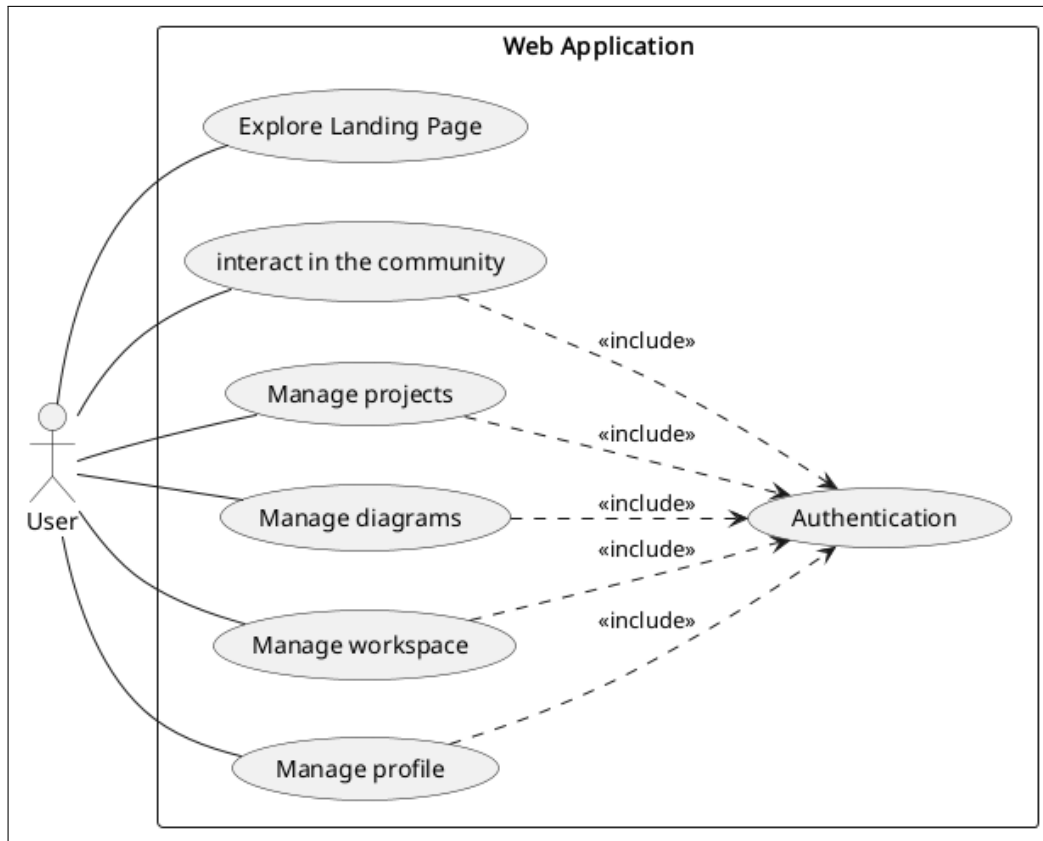 Web Application
Explore Landing Page
interact in the community
«include»
Manage projects
«include»
Manage diagrams
«include»
Authentication
User
«include»
Manage workspace
«include»
Manage profile